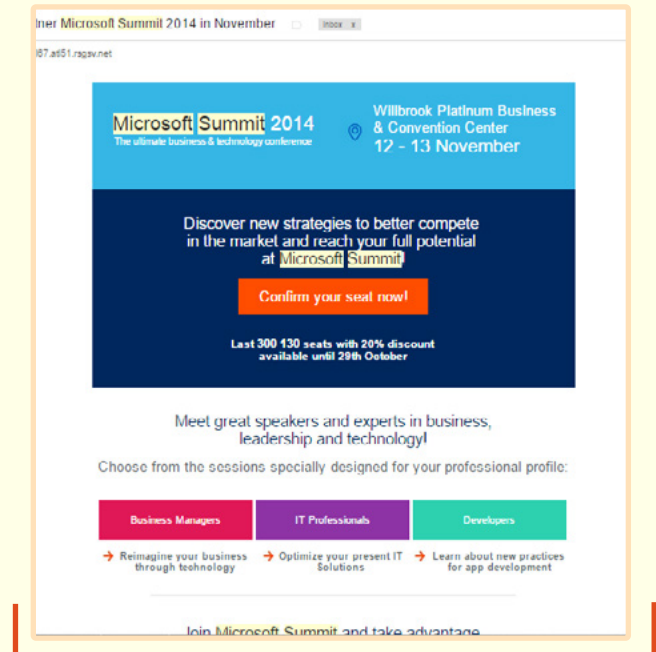 tner Microsoft Summit 2014 in November
Inbox x
.rsgsv.net
Microsoft Summit 2014
The ultimate business & technology conference
Willbrook Platinum Business
& Convention Center
12 - 13 November
Discover new strategies to better compete
in the market and reach your full potential
at Microsoft Summit!
Confirm your seat now!
Last 300 130 seats with 20% discount
available until 29th October
Meet great speakers and experts in business,
leadership and technology!
Choose from the sessions specially designed for your professional profile:
Business Managers
IT Professionals
Developers
→ Reimagine your business
through technology
→ Optimize your present IT
Solutions
→ Learn about new practices
for app development
Join Microsoft Summit and take advantage